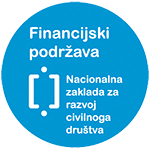 Financijski
podržava
Nacionalna
zaklada za
razvoj
civilnoga
društva